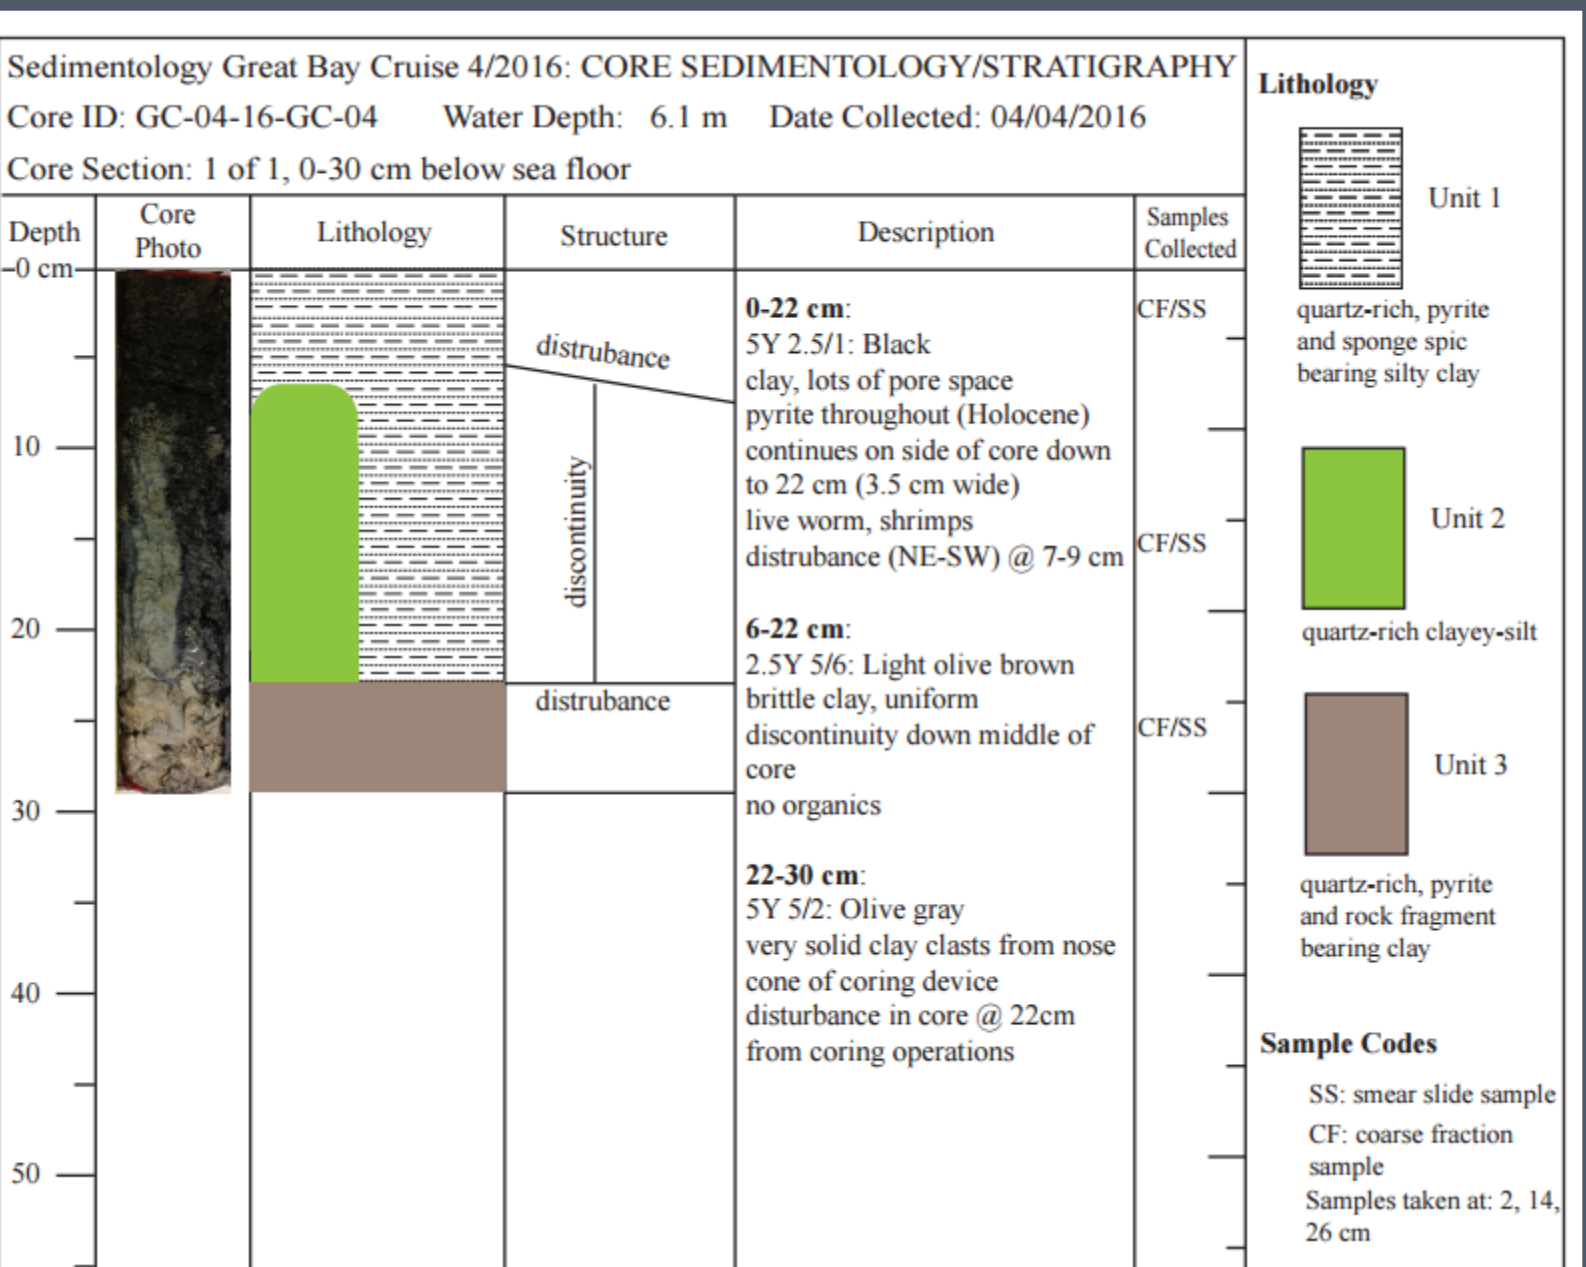 Sedimentology Great Bay Cruise 4/2016: CORE SEDIMENTOLOGY/STRATIGRAPHY
Core ID: GC-04-16-GC-04 Water Depth: 6.1 m Date Collected: 04/04/2016
Core Section: 1 of 1, 0-30 cm below sea floor
Depth
Core
Photo
Lithology
Structure
Description
Samples
Collected
0 cm
10
20
30
40
50
distrubance
discontinuity
distrubance
0-22 cm:
5Y 2.5/1: Black
clay, lots of pore space
pyrite throughout (Holocene)
continues on side of core down
to 22 cm (3.5 cm wide)
live worm, shrimps
distrubance (NE-SW) @ 7-9 cm
6-22 cm:
2.5Y 5/6: Light olive brown
brittle clay, uniform
discontinuity down middle of
core
no organics
22-30 cm:
5Y 5/2: Olive gray
very solid clay clasts from nose
cone of coring device
disturbance in core @ 22cm
from coring operations
CF/SS
CF/SS
CF/SS
Lithology
Unit 1
quartz-rich, pyrite
and sponge spic
bearing silty clay
Unit 2
quartz-rich clayey-silt
Unit 3
quartz-rich, pyrite
and rock fragment
bearing clay
Sample Codes
SS: smear slide sample
CF: coarse fraction
sample
Samples taken at: 2, 14,
26 cm